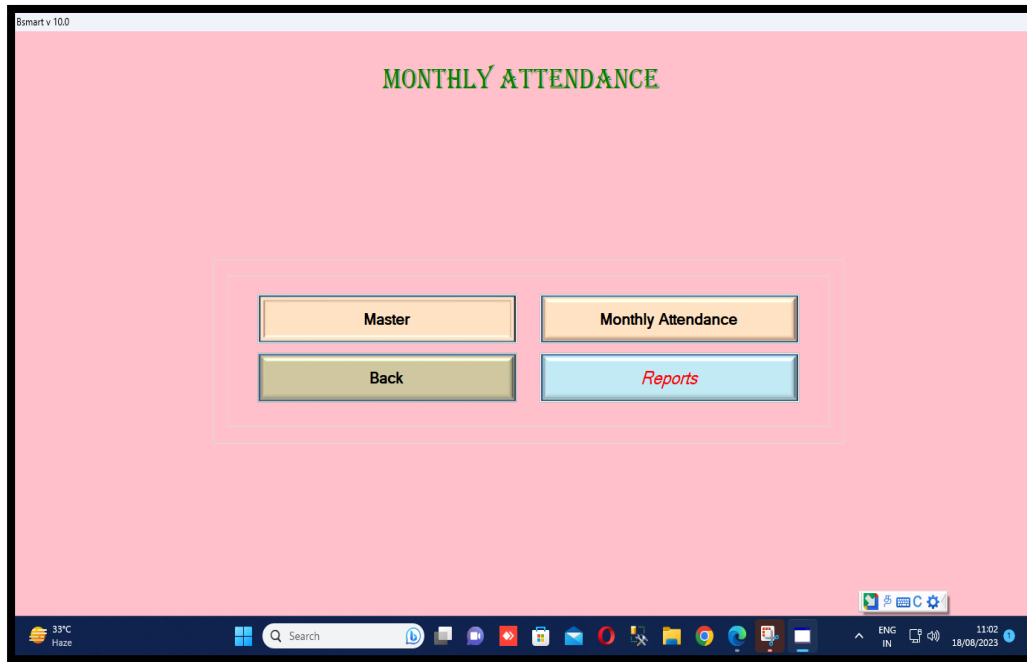 Bsmart v 10.0
MONTHLY ATTENDANCE
Master
Monthly Attendance
Back
Reports
33°C
Haze
Search
ENG
IN
11:02
18/08/2023
1